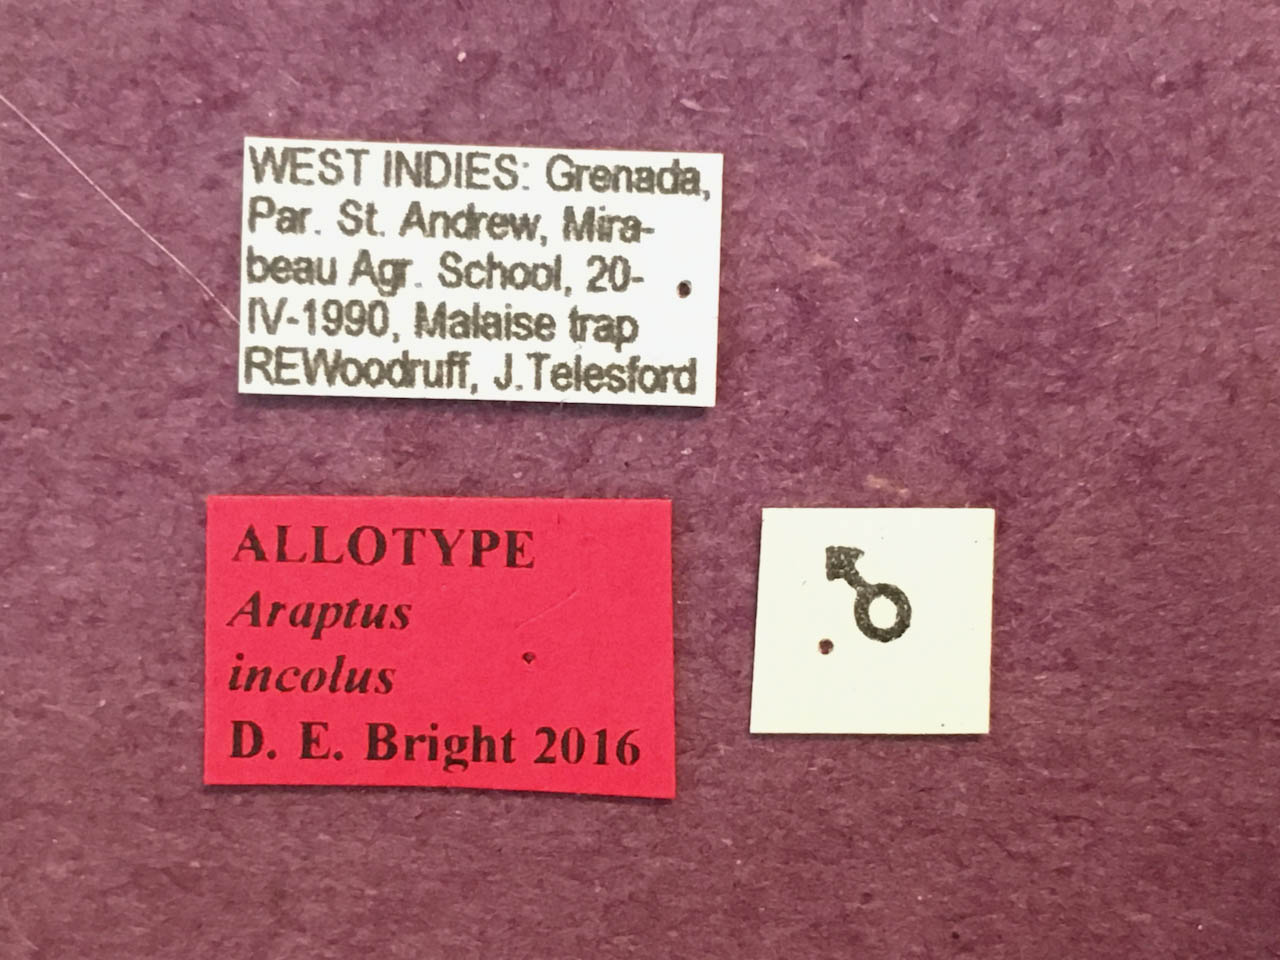 WEST INDIES: Grenada,
Par. St. Andrew, Mira-
beau Agr. School, 20-
IV-1990, Malaise trap
REWoodruff, J.Telesford
ALLOTYPE
Araptus
incolus
D. E. Bright 2016
♂